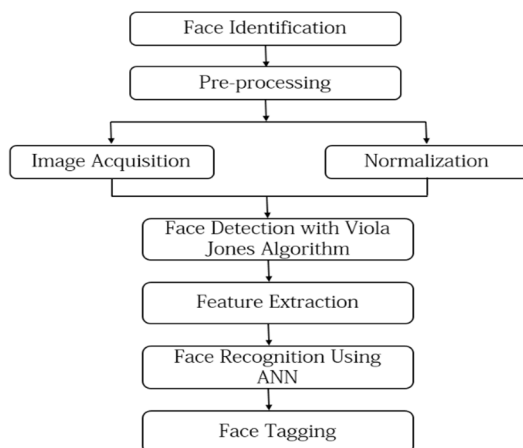 Face Identification
Pre-processing
Image Acquisition
Normalization
Face Detection with Viola
Jones Algorithm
Feature Extraction
Face Recognition Using
ANN
Face Tagging